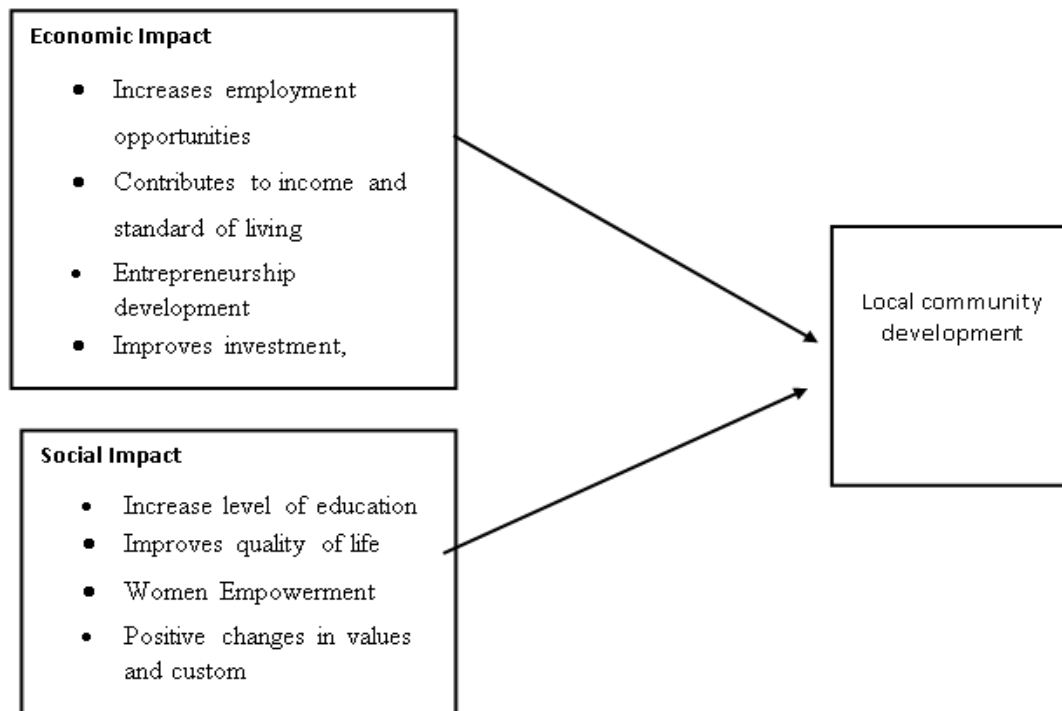 Economic Impact
• Increases employment
opportunities
• Contributes to income and
standard of living
• Entrepreneurship
development
• Improves investment,
Local community
development
Social Impact
• Increase level of education
• Improves quality of life
• Women Empowerment
• Positive changes in values
and custom